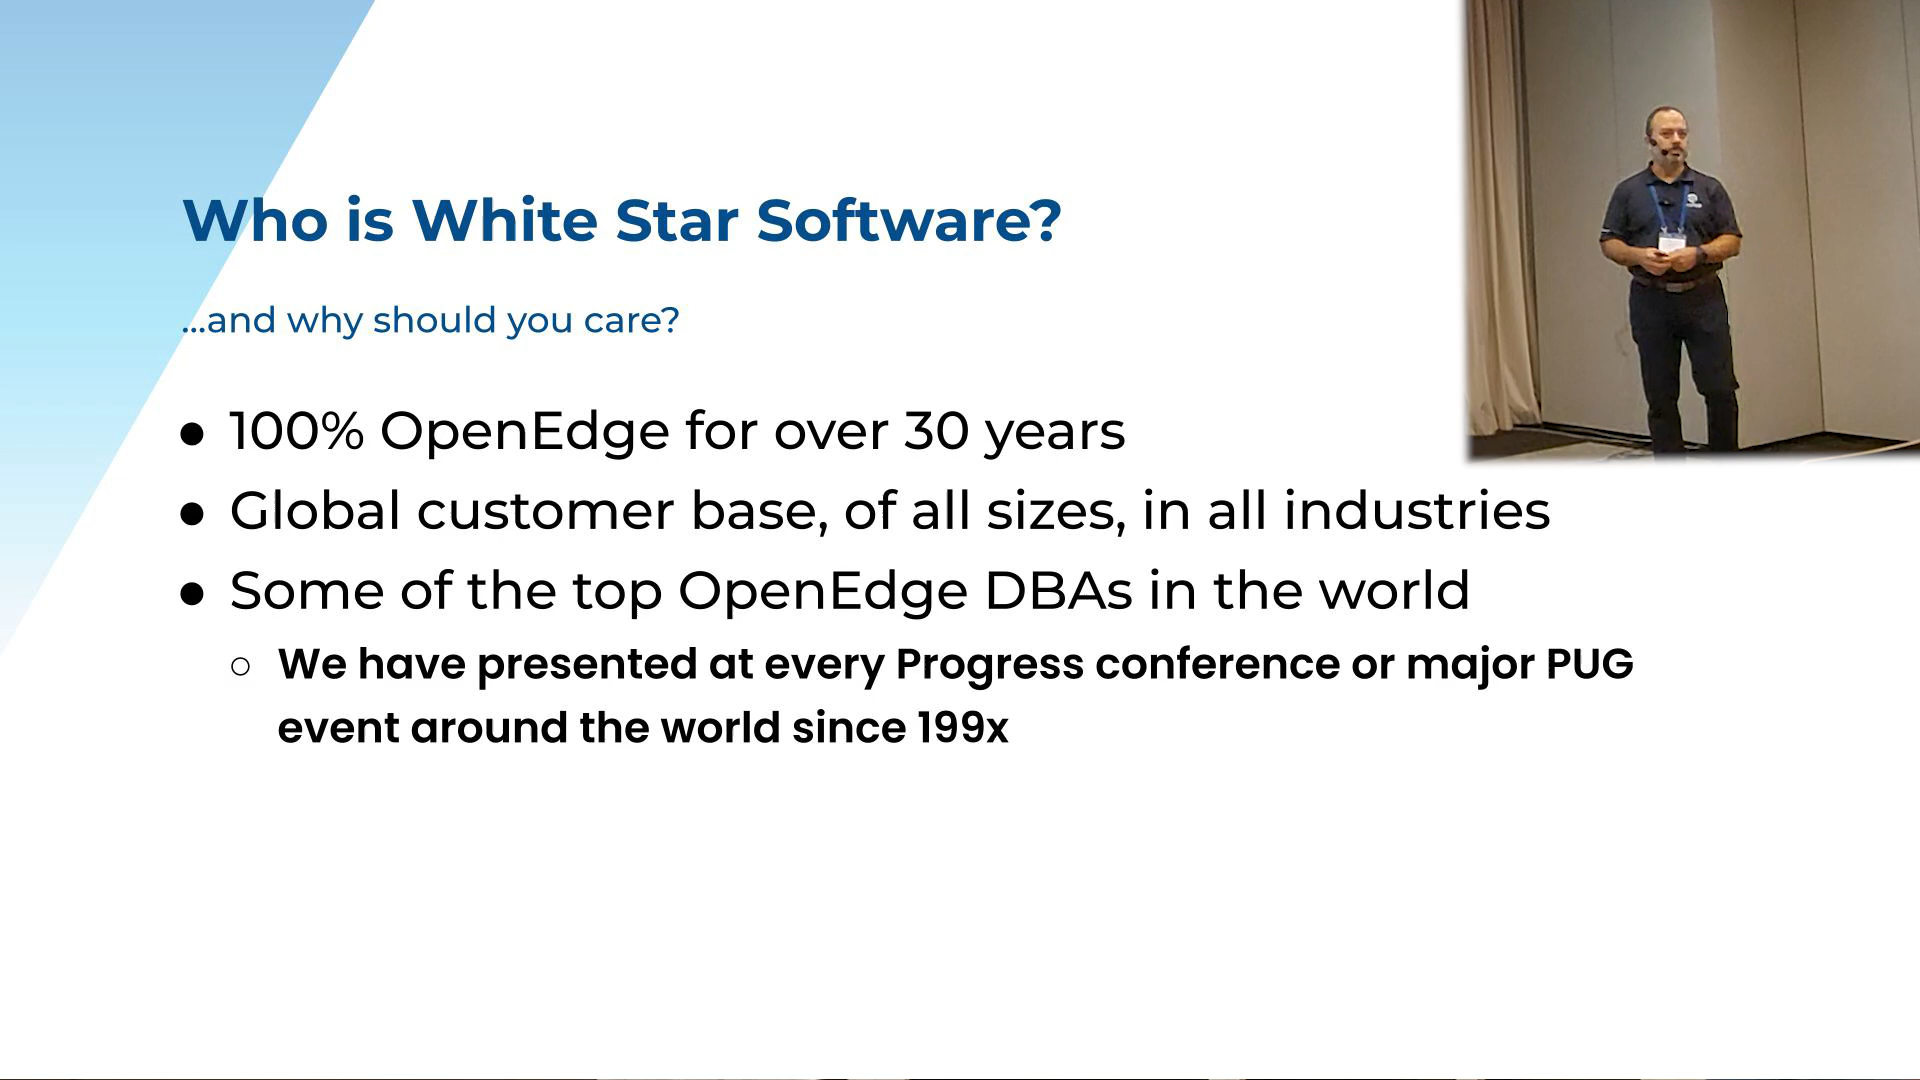 Who is White Star Software?
...and why should you care?
● 100% OpenEdge for over 30 years
● Global customer base, of all sizes, in all industries
● Some of the top OpenEdge DBAs in the world
○ We have presented at every Progress conference or major PUG
event around the world since 199x